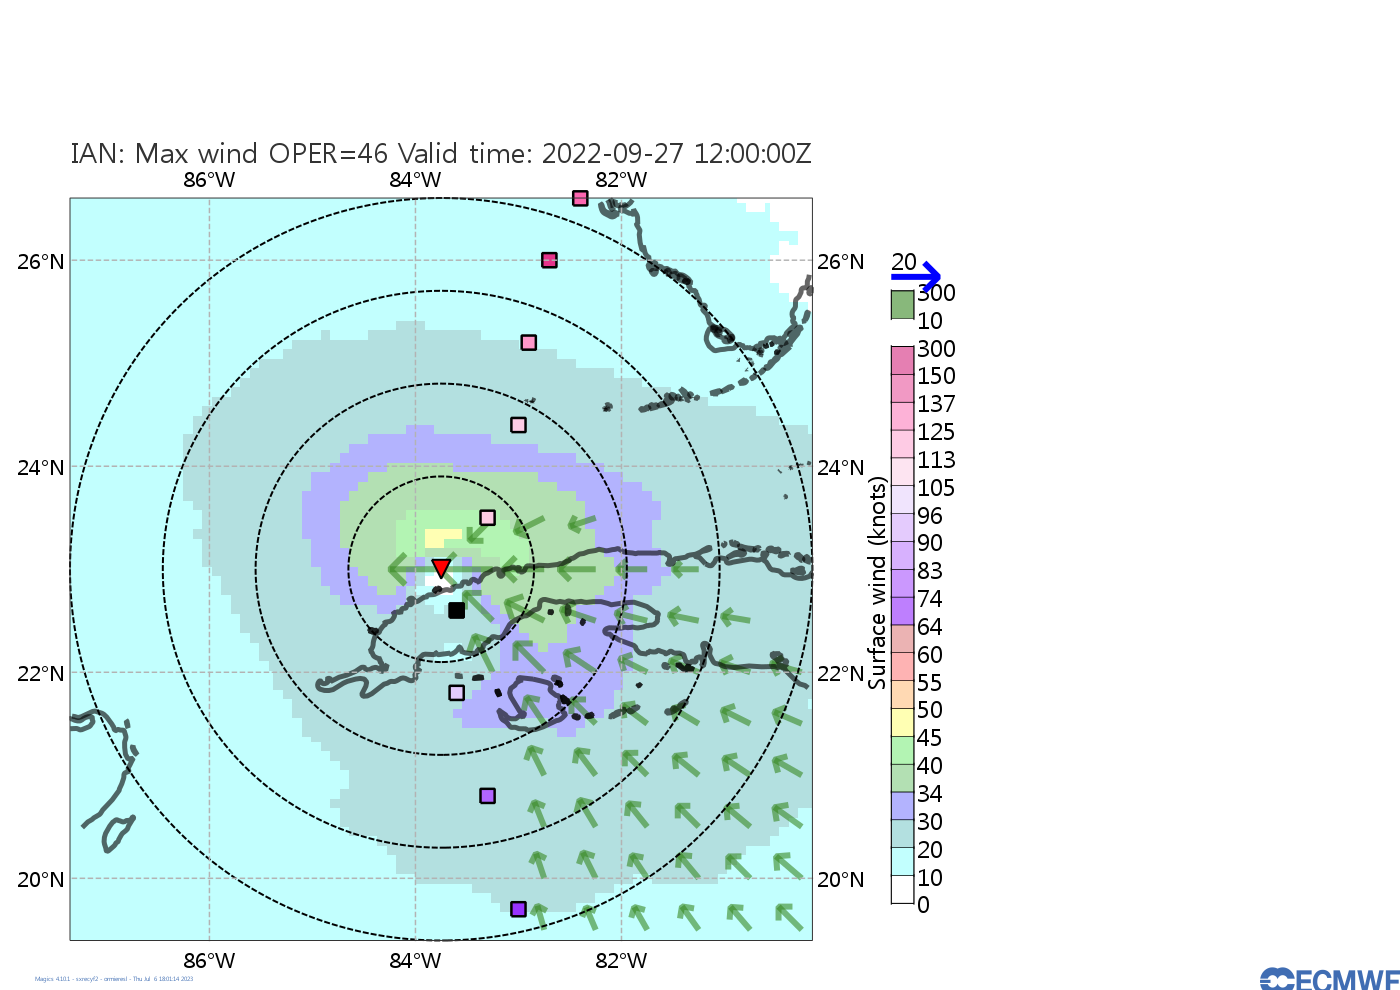 IAN: Max wind OPER=46 Valid time: 2022-09-27 12:00:00Z
86°W 84°W 82°W
26°N 26°N
24°N 24°N
22°N 22°N
20°N 20°N
86°W 84°W 82°W
20
300
10
300
150
137
125
113
105
96
90
83
74
64
60
55
50
45
40
34
30
20
10
0
Surface wind (knots)
Magics 4.10.1 - sxrecyf2 - ormieresl - Thu Jul 6 18:01:14 2023
ECMWF